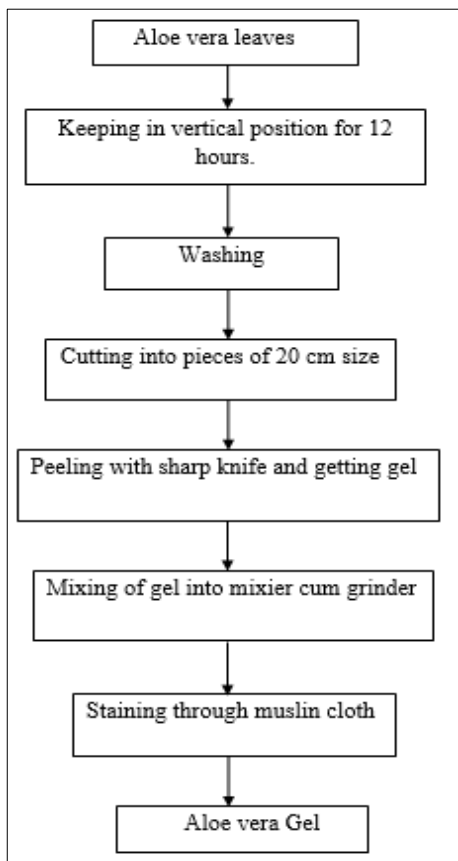 Aloe vera leaves
Keeping in vertical position for 12
hours.
Washing
Cutting into pieces of 20 cm size
Peeling with sharp knife and getting gel
Mixing of gel into mixier cum grinder
Staining through muslin cloth
Aloe vera Gel